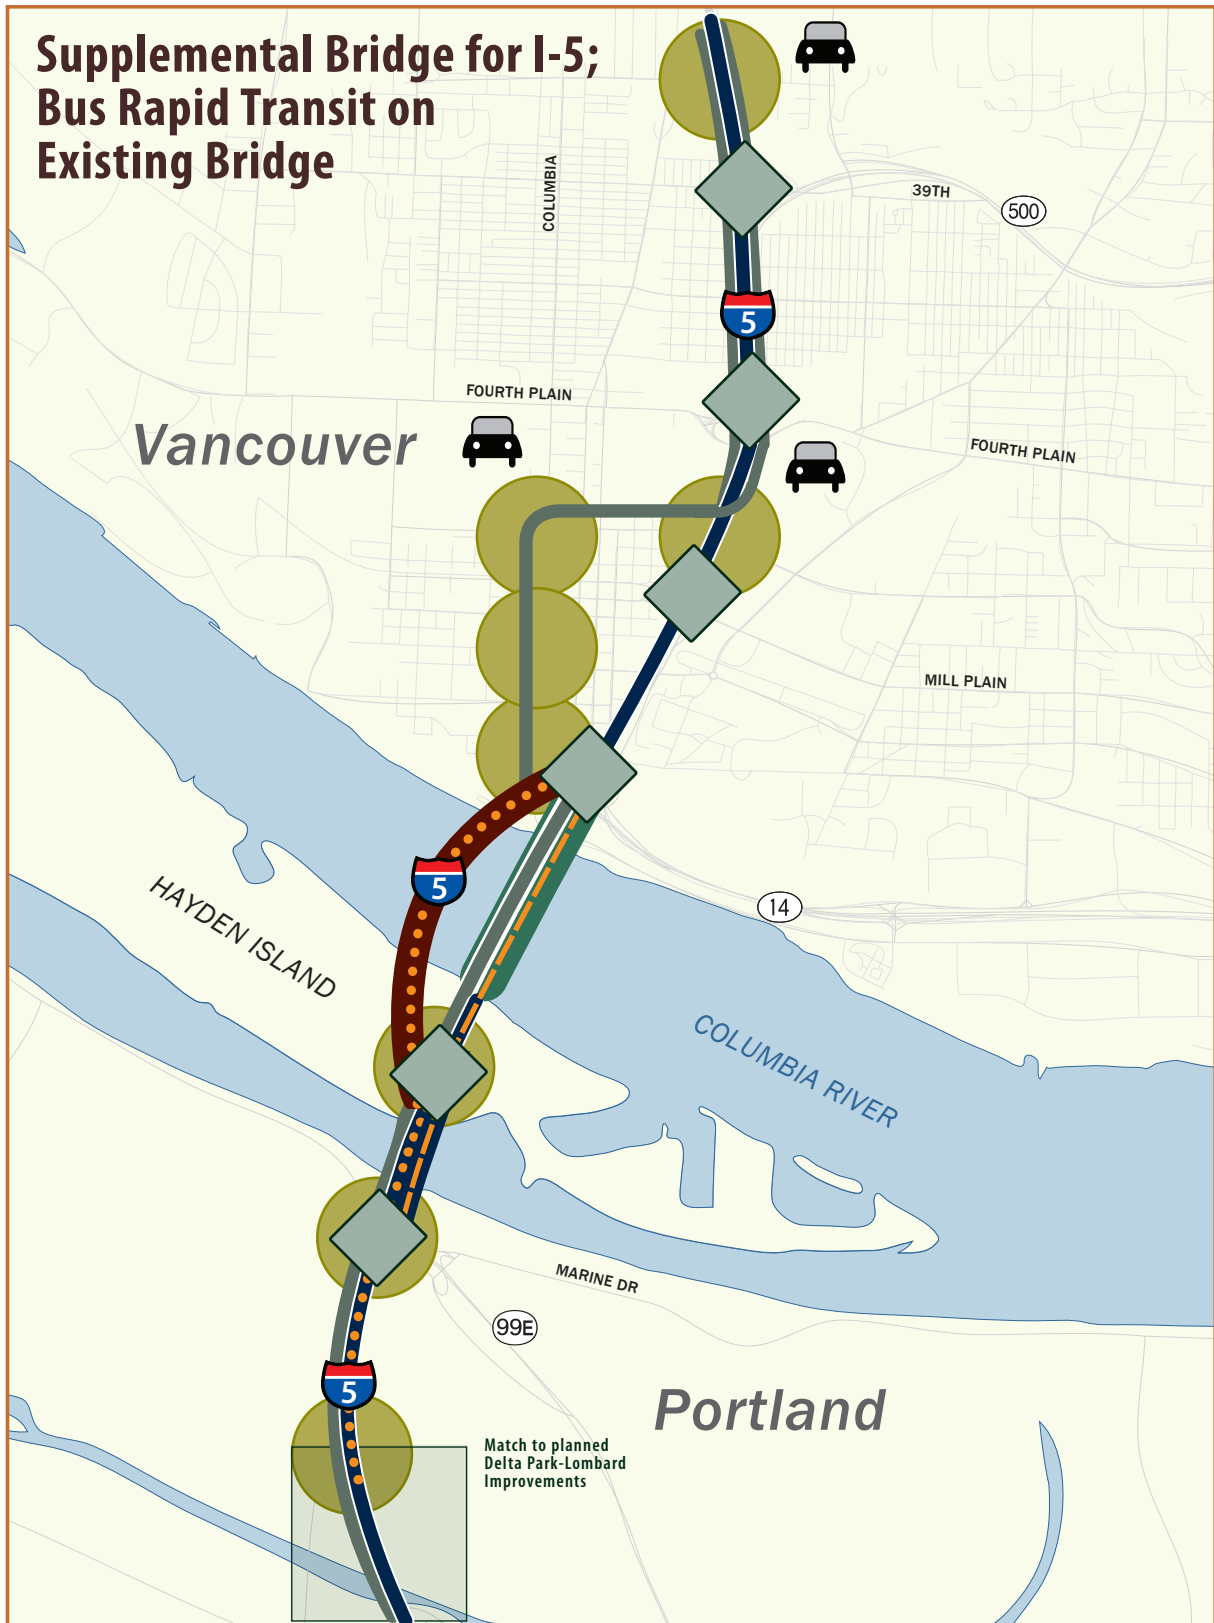 Supplemental Bridge for I-5;
Bus Rapid Transit on
Existing Bridge
COLUMBIA
39TH
500
5
FOURTH PLAIN
Vancouver
FOURTH PLAIN
MILL PLAIN
5
HAYDEN ISLAND
14
COLUMBIA RIVER
MARINE DR
99E
5
Portland
Match to planned
Delta Park-Lombard
Improvements